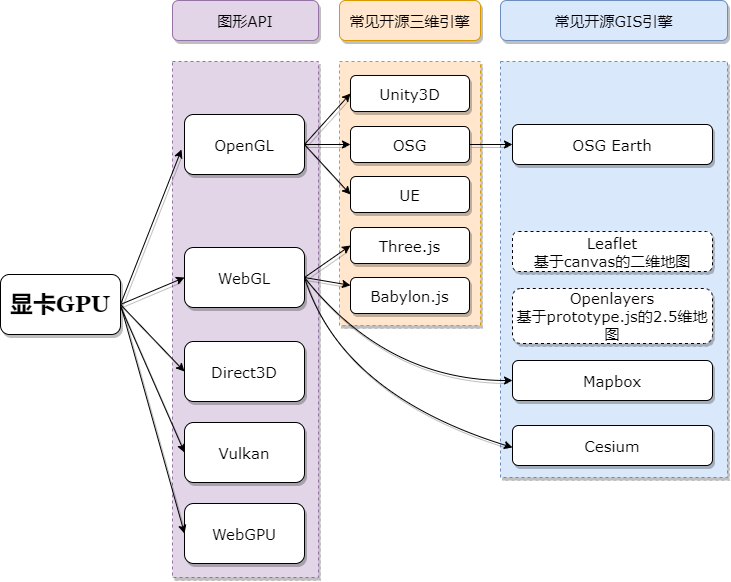 图形API
常见开源三维引擎
常见开源GIS引擎
显卡GPU
OpenGL
WebGL
Direct3D
Vulkan
WebGPU
Unity3D
OSG
UE
Three.js
Babylon.js
OSG Earth
Leaflet
基于canvas的二维地图
Openlayers
基于prototype.js的2.5维地
图
Mapbox
Cesium